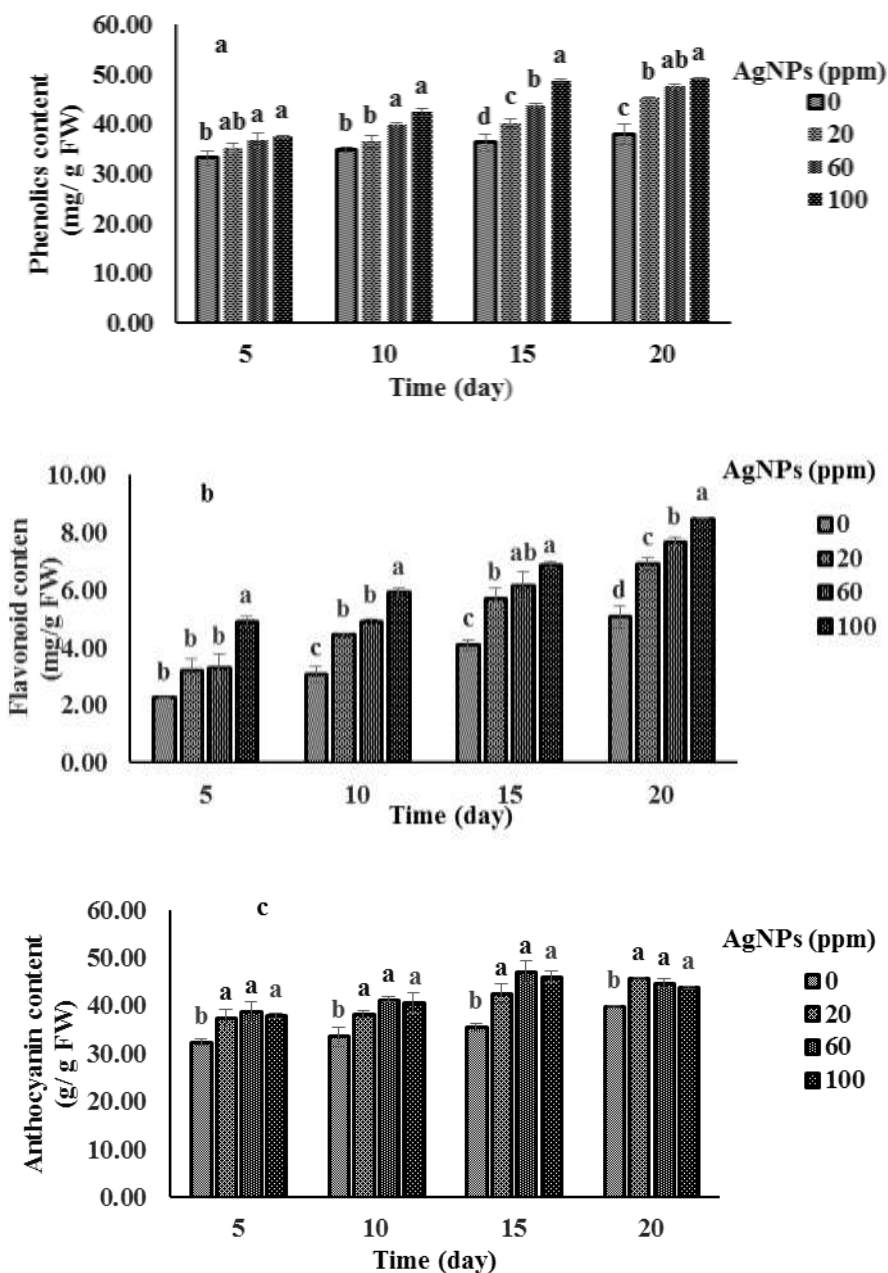 60.00
50.00
40.00
30.00
20.00
10.00
0.00
Phenolics content
(mg/ g FW)
a
b ab a a
b b a a
d c b a
c b ab a
5 10 15 20
Time (day)
AgNPs (ppm)
0
20
60
100
10.00
8.00
6.00
4.00
2.00
0.00
Flavonoid conten
(mg/g FW)
b
b b b a
c b b a
c b ab a
d c b a
5 10 15 20
Time (day)
AgNPs (ppm)
0
20
60
100
60.00
50.00
40.00
30.00
20.00
10.00
0.00
Anthocyanin content
(g/ g FW)
c
b a a a
b a a a
b a a a
b a a a
5 10 15 20
Time (day)
AgNPs (ppm)
0
20
60
100